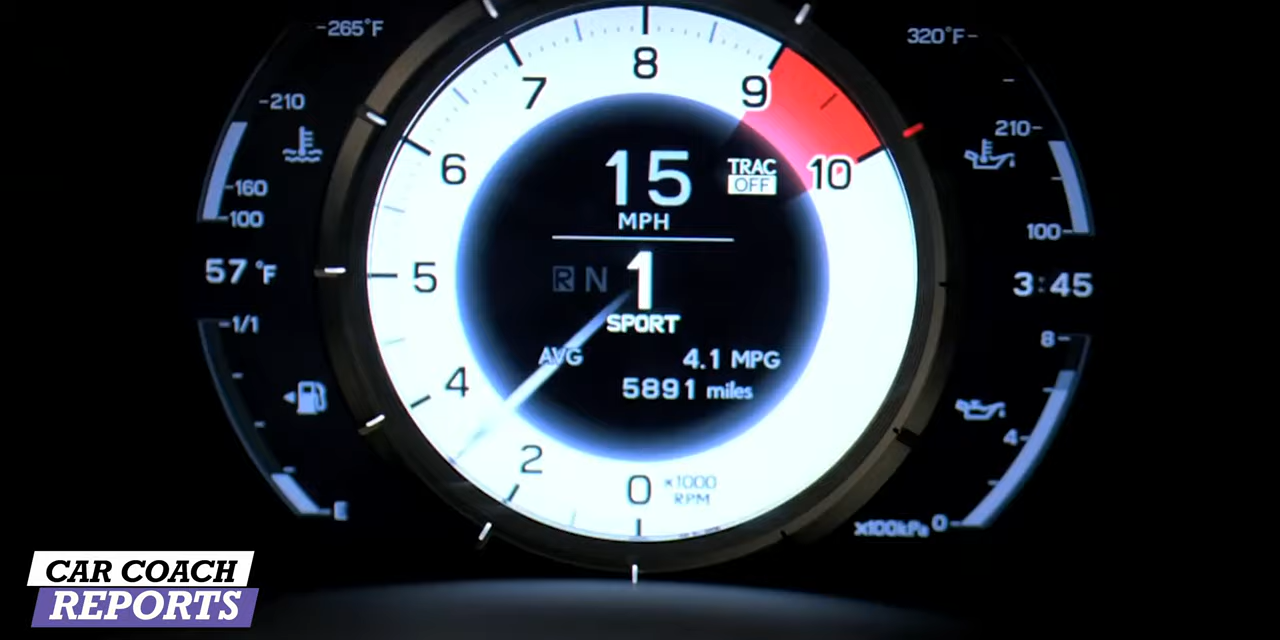 -265°F
-210
-160
-100
57 °F
-1/1
E
7
8
9
6
10
5
4
2
0
x1000
RPM
15
MPH
TRAC
OFF
R N 1
SPORT
AVG 4.1 MPG
5891 miles
320°F-
210-
100-
3:45
8-
4-
x100kPa 0-
CAR COACH
REPORTS